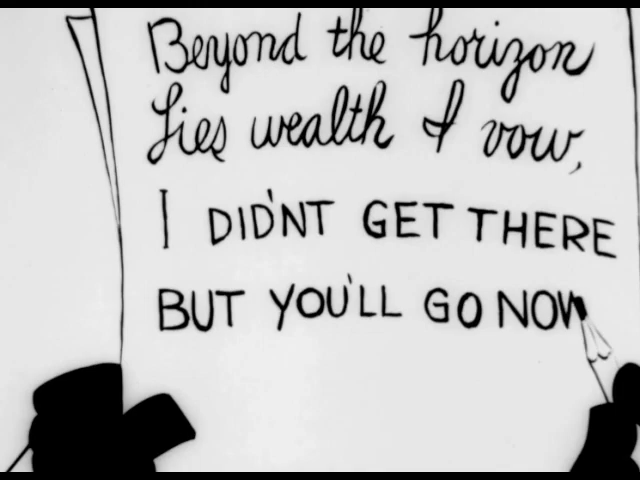 Beyond the horizon
Lies wealth I vow,
I DID'NT GET THERE
BUT YOU'LL GO NOW